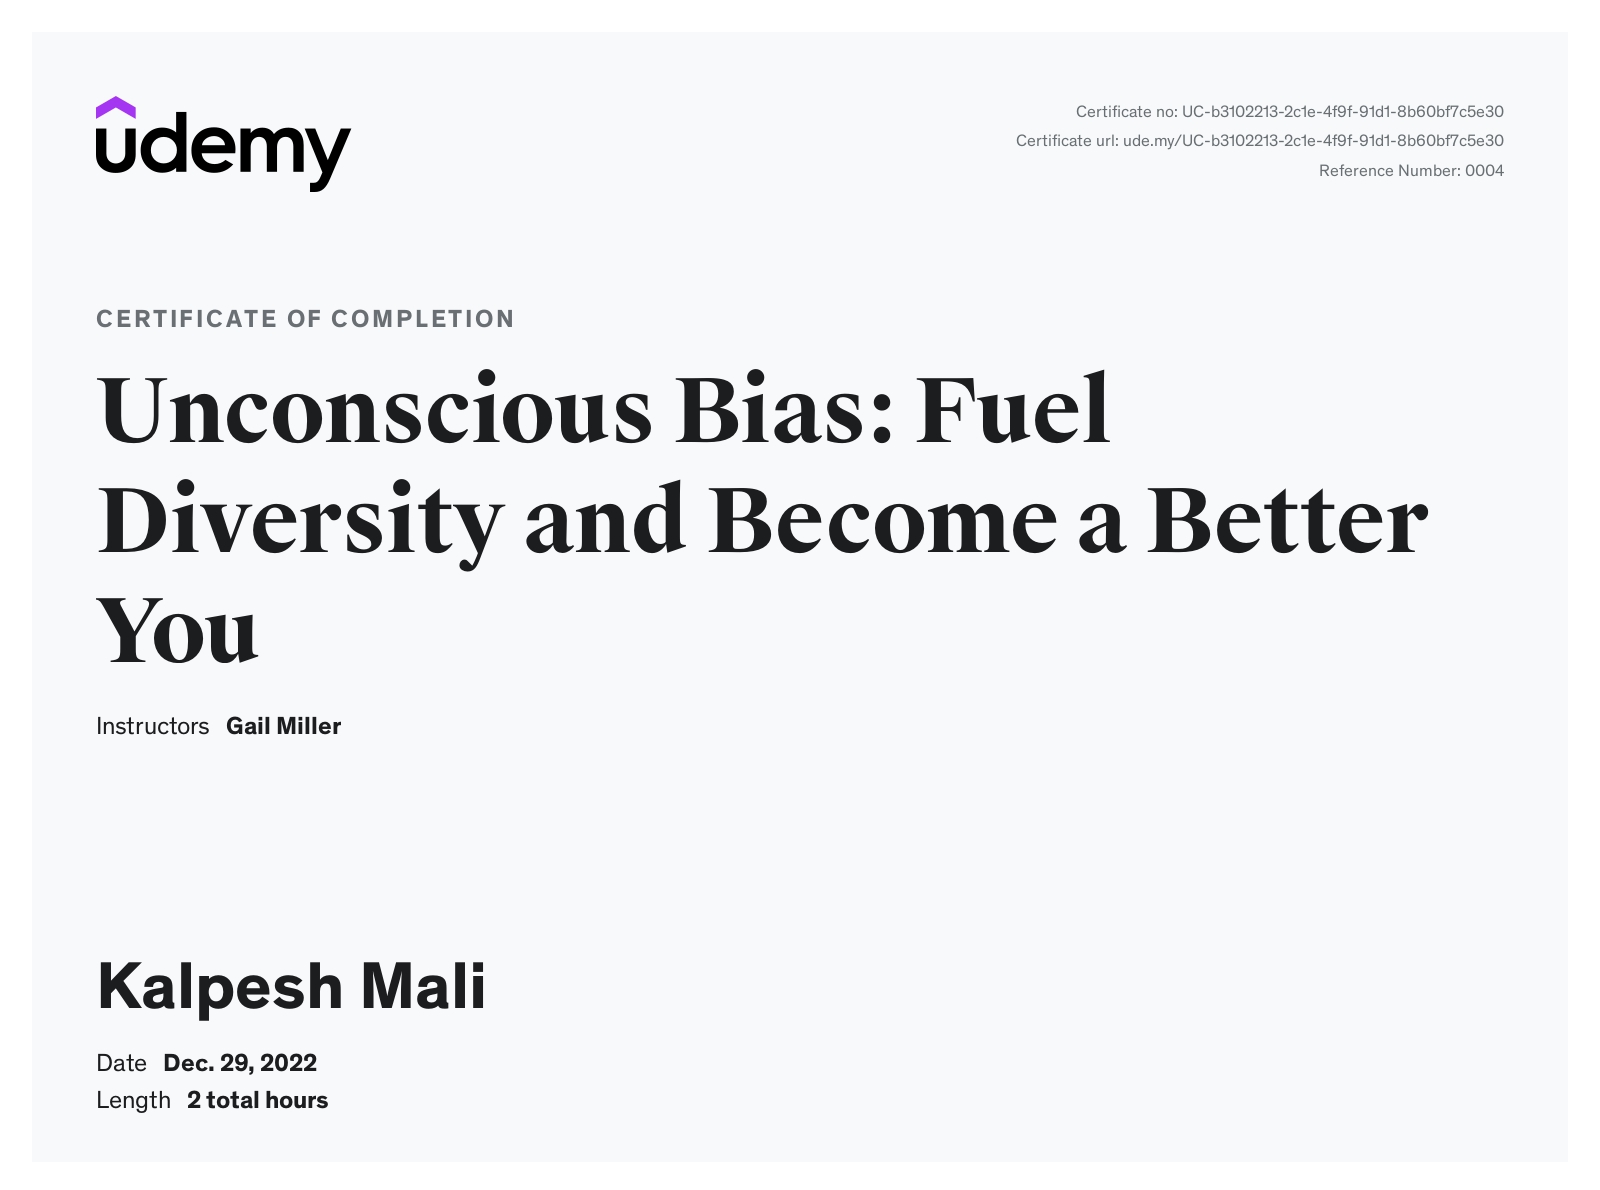 udemy
Certificate no: UC-b3102213-2c1e-4f9f-91d1-8b60bf7c5e30
Certificate url: ude.my/UC-b3102213-2c1e-4f9f-91d1-8b60bf7c5e30
Reference Number: 0004
CERTIFICATE OF COMPLETION
Unconscious Bias: Fuel
Diversity and Become a Better
You
Instructors Gail Miller
Kalpesh Mali
Date Dec. 29, 2022
Length 2 total hours